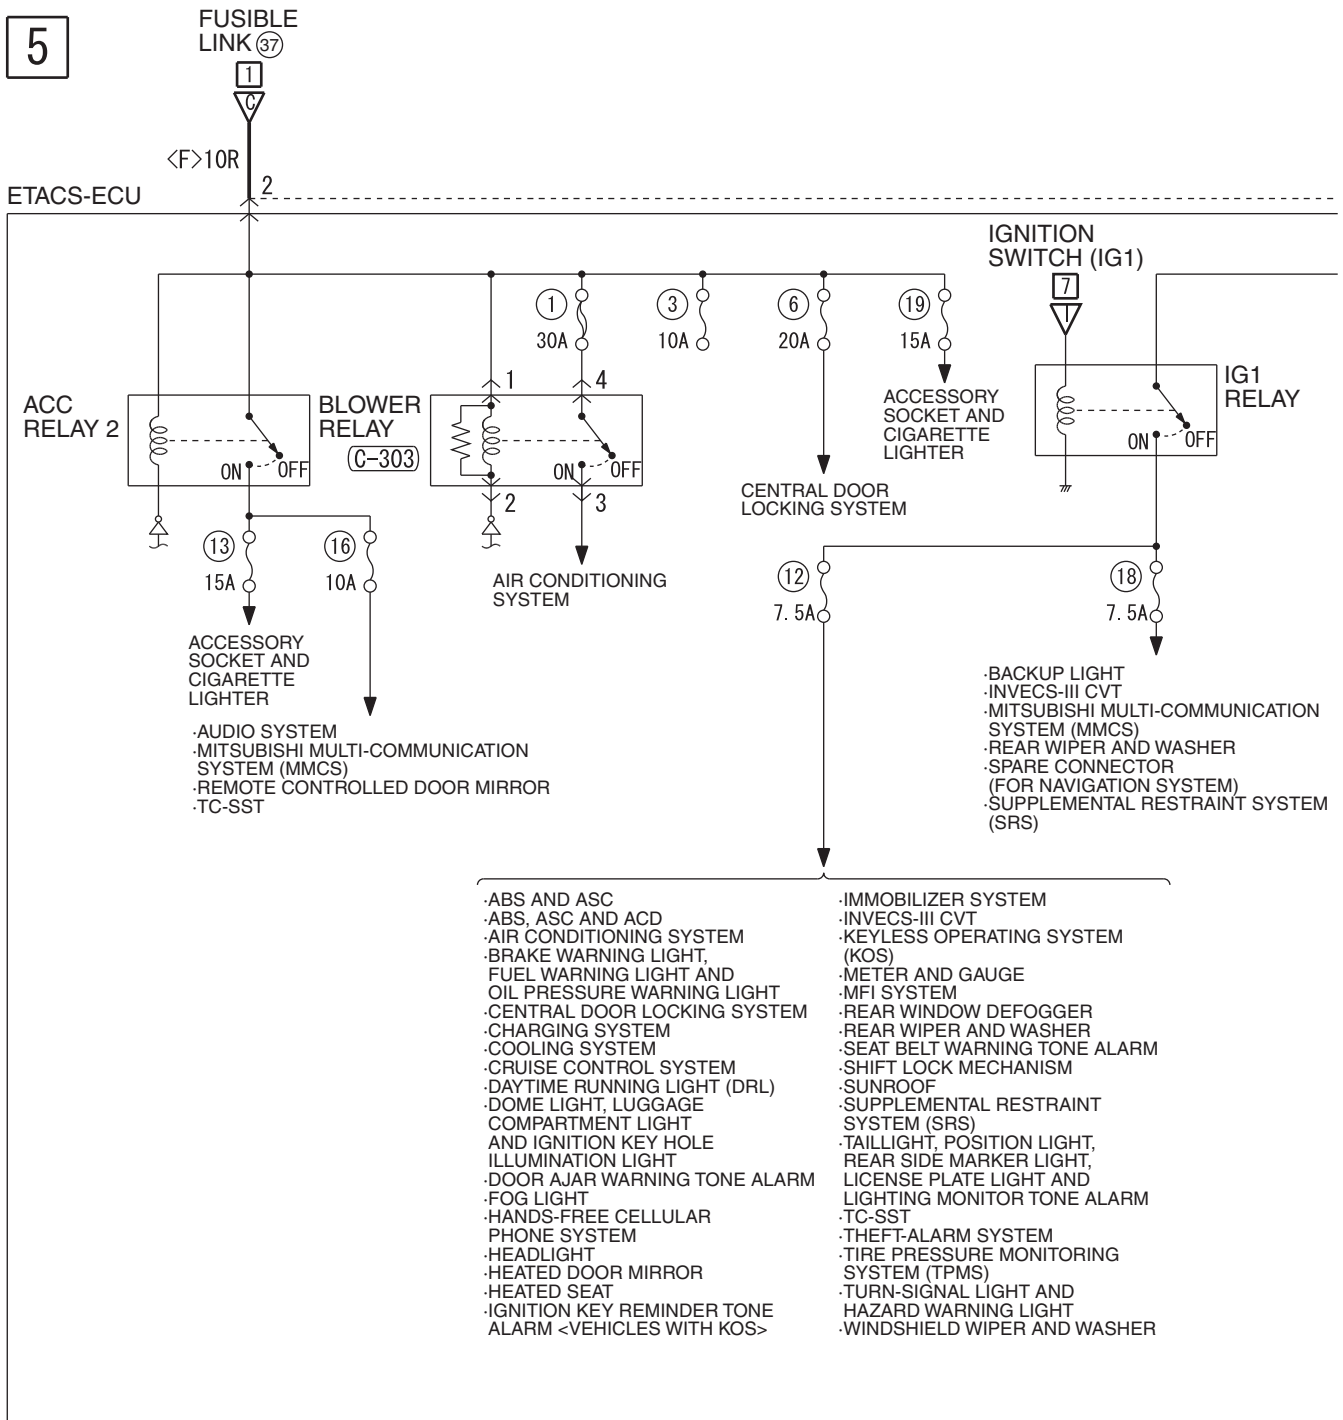 5
FUSIBLE
LINK 37
1
C
<F>10R
2
ETACS-ECU
IGNITION
SWITCH (IG1)
7
I
1
30A
3
10A
6
20A
19
15A
1
4
ACC
RELAY 2
ON
OFF
BLOWER
RELAY
C-303
ON
OFF
2
3
ACCESSORY
SOCKET AND
CIGARETTE
LIGHTER
IG1
RELAY
ON
OFF
CENTRAL DOOR
LOCKING SYSTEM
13
15A
16
10A
AIR CONDITIONING
SYSTEM
12
7.5A
18
7.5A
ACCESSORY
SOCKET AND
CIGARETTE
LIGHTER
·AUDIO SYSTEM
·MITSUBISHI MULTI-COMMUNICATION
SYSTEM (MMCS)
·REMOTE CONTROLLED DOOR MIRROR
·TC-SST
·BACKUP LIGHT
·INVECS-III CVT
·MITSUBISHI MULTI-COMMUNICATION
SYSTEM (MMCS)
·REAR WIPER AND WASHER
·SPARE CONNECTOR
(FOR NAVIGATION SYSTEM)
·SUPPLEMENTAL RESTRAINT SYSTEM
(SRS)
·ABS AND ASC
·ABS, ASC AND ACD
·AIR CONDITIONING SYSTEM
·BRAKE WARNING LIGHT,
FUEL WARNING LIGHT AND
OIL PRESSURE WARNING LIGHT
·CENTRAL DOOR LOCKING SYSTEM
·CHARGING SYSTEM
·COOLING SYSTEM
·CRUISE CONTROL SYSTEM
·DAYTIME RUNNING LIGHT (DRL)
·DOME LIGHT, LUGGAGE
COMPARTMENT LIGHT
AND IGNITION KEY HOLE
ILLUMINATION LIGHT
·DOOR AJAR WARNING TONE ALARM
·FOG LIGHT
·HANDS-FREE CELLULAR
PHONE SYSTEM
·HEADLIGHT
·HEATED DOOR MIRROR
·HEATED SEAT
·IGNITION KEY REMINDER TONE
ALARM <VEHICLES WITH KOS>
·IMMOBILIZER SYSTEM
·INVECS-III CVT
·KEYLESS OPERATING SYSTEM
(KOS)
·METER AND GAUGE
·MFI SYSTEM
·REAR WINDOW DEFOGGER
·REAR WIPER AND WASHER
·SEAT BELT WARNING TONE ALARM
·SHIFT LOCK MECHANISM
·SUNROOF
·SUPPLEMENTAL RESTRAINT
SYSTEM (SRS)
·TAILLIGHT, POSITION LIGHT,
REAR SIDE MARKER LIGHT,
LICENSE PLATE LIGHT AND
LIGHTING MONITOR TONE ALARM
·TC-SST
·THEFT-ALARM SYSTEM
·TIRE PRESSURE MONITORING
SYSTEM (TPMS)
·TURN-SIGNAL LIGHT AND
HAZARD WARNING LIGHT
·WINDSHIELD WIPER AND WASHER